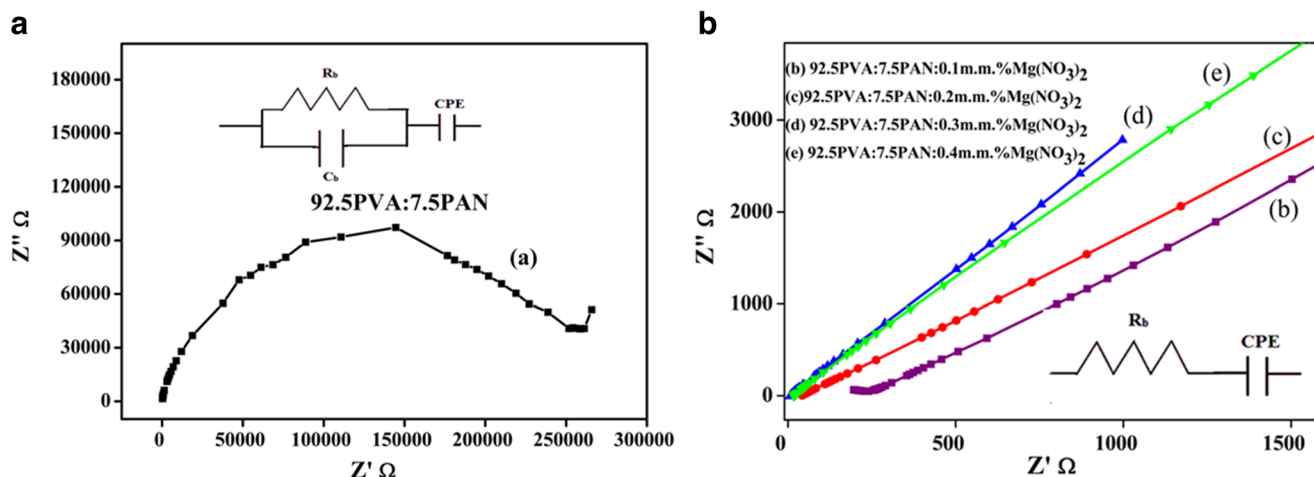 a
180000
150000
120000
90000
60000
30000
0
Z'' Ω
0 50000 100000 150000 200000 250000 300000
Z' Ω
Rb
CPE
Cb
92.5PVA:7.5PAN
(a)
b
(b) 92.5PVA:7.5PAN:0.1m.m.%Mg(NO3)2
(c)92.5PVA:7.5PAN:0.2m.m.%Mg(NO3)2
(d) 92.5PVA:7.5PAN:0.3m.m.%Mg(NO3)2
(e) 92.5PVA:7.5PAN:0.4m.m.%Mg(NO3)2
(e)
(d)
(c)
(b)
3000
2000
1000
0
Z'' Ω
Rb
CPE
0 500 1000 1500
Z' Ω